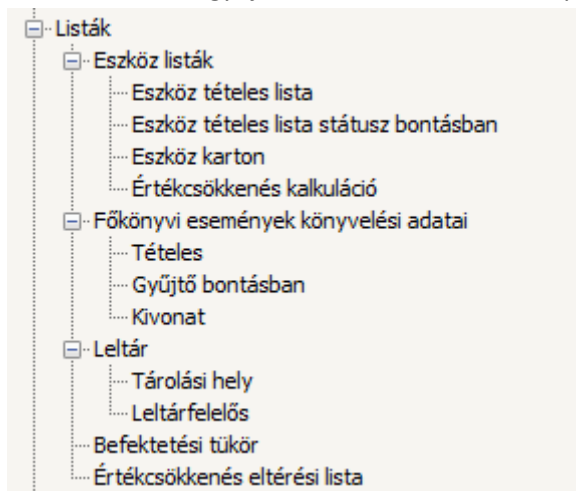 Listák
Eszköz listák
Eszköz tételes lista
Eszköz tételes lista státusz bontásban
Eszköz karton
Értékcsökkenés kalkuláció
Főkönyvi események könyvelési adatai
Tételes
Gyűjtő bontásban
Kivonat
Leltár
Tárolási hely
Leltárfelelős
Befektetési tükör
Értékcsökkenés eltérési lista